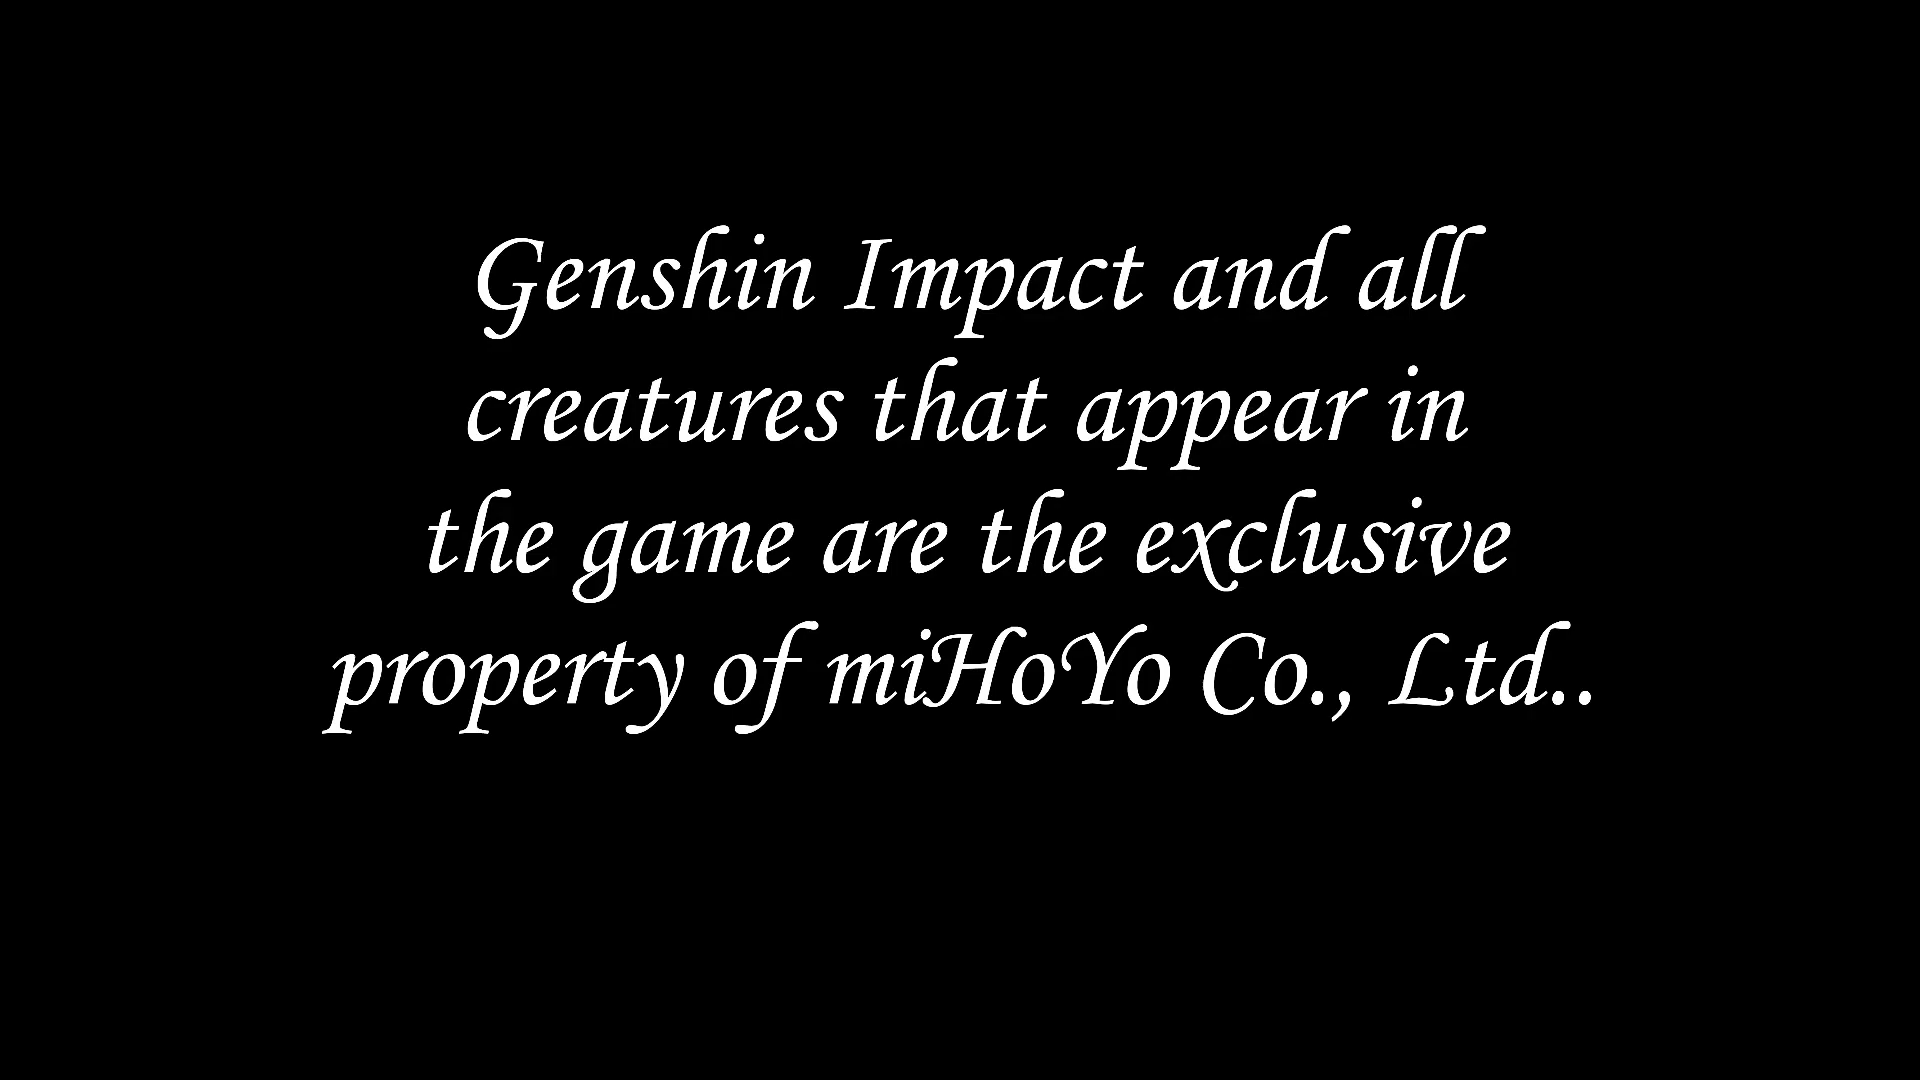 Genshin Impact and all
creatures that appear in
the game are the exclusive
property of miHoYo Co., Ltd..